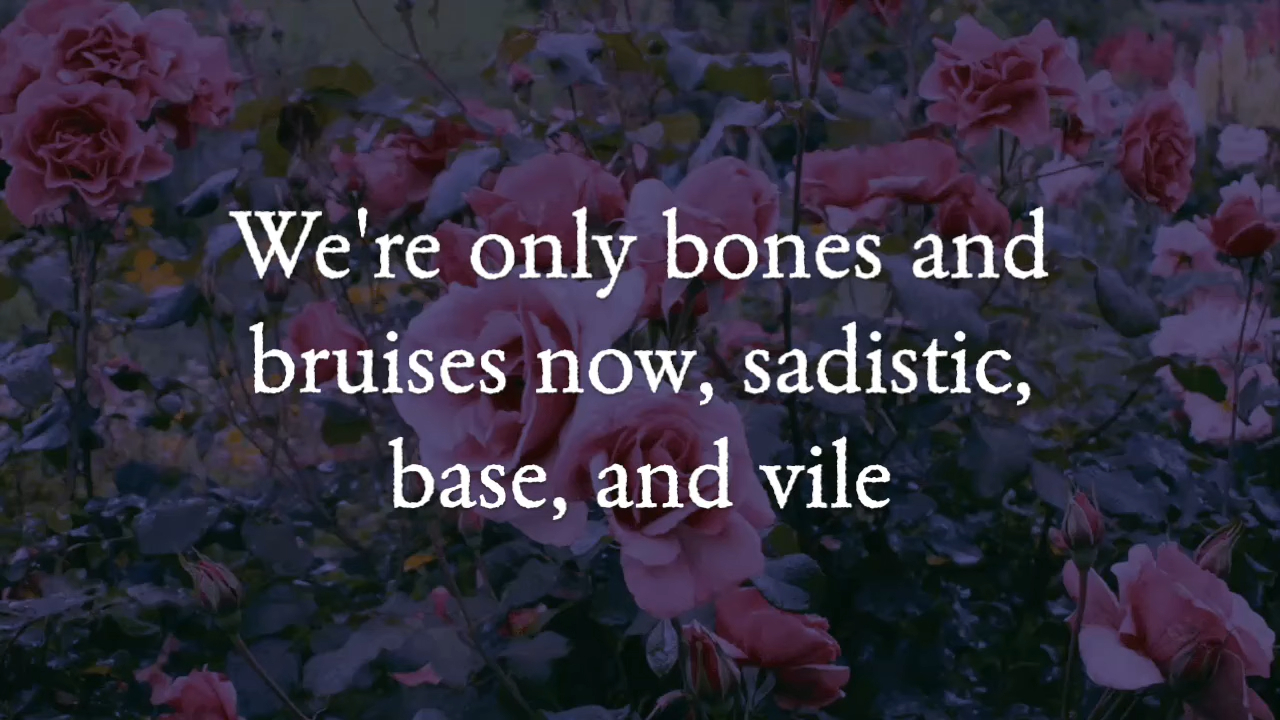 We're only bones and
bruises now, sadistic,
base, and vile